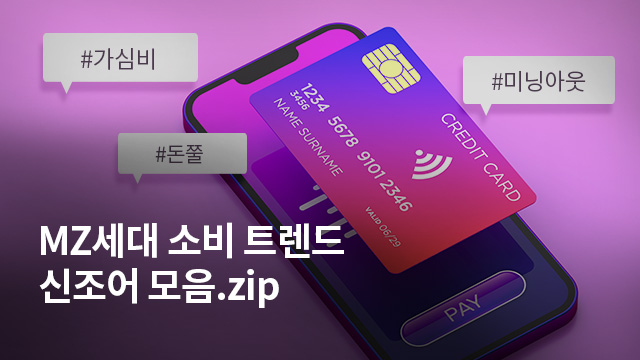 #가심비
#미닝아웃
#돈쭐
1234 5678 9101 2346
3456
NAME SURNAME
CREDIT CARD
VALID 06/29
PAY
MZ세대 소비 트렌드
신조어 모음.zip